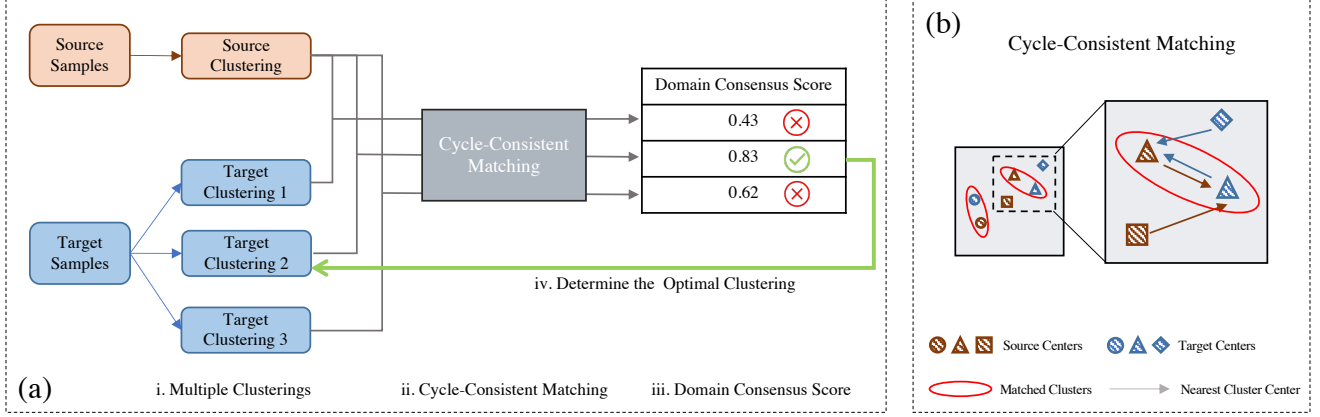 Source
Samples
Source
Clustering
Target
Clustering 1
Target
Samples
Target
Clustering 2
Target
Clustering 3
Cycle-Consistent
Matching
Domain Consensus Score
0.43
0.83
0.62
iv. Determine the Optimal Clustering
(a)
i. Multiple Clusterings
ii. Cycle-Consistent Matching
iii. Domain Consensus Score
(b)
Cycle-Consistent Matching
Source Centers
Target Centers
Matched Clusters
Nearest Cluster Center